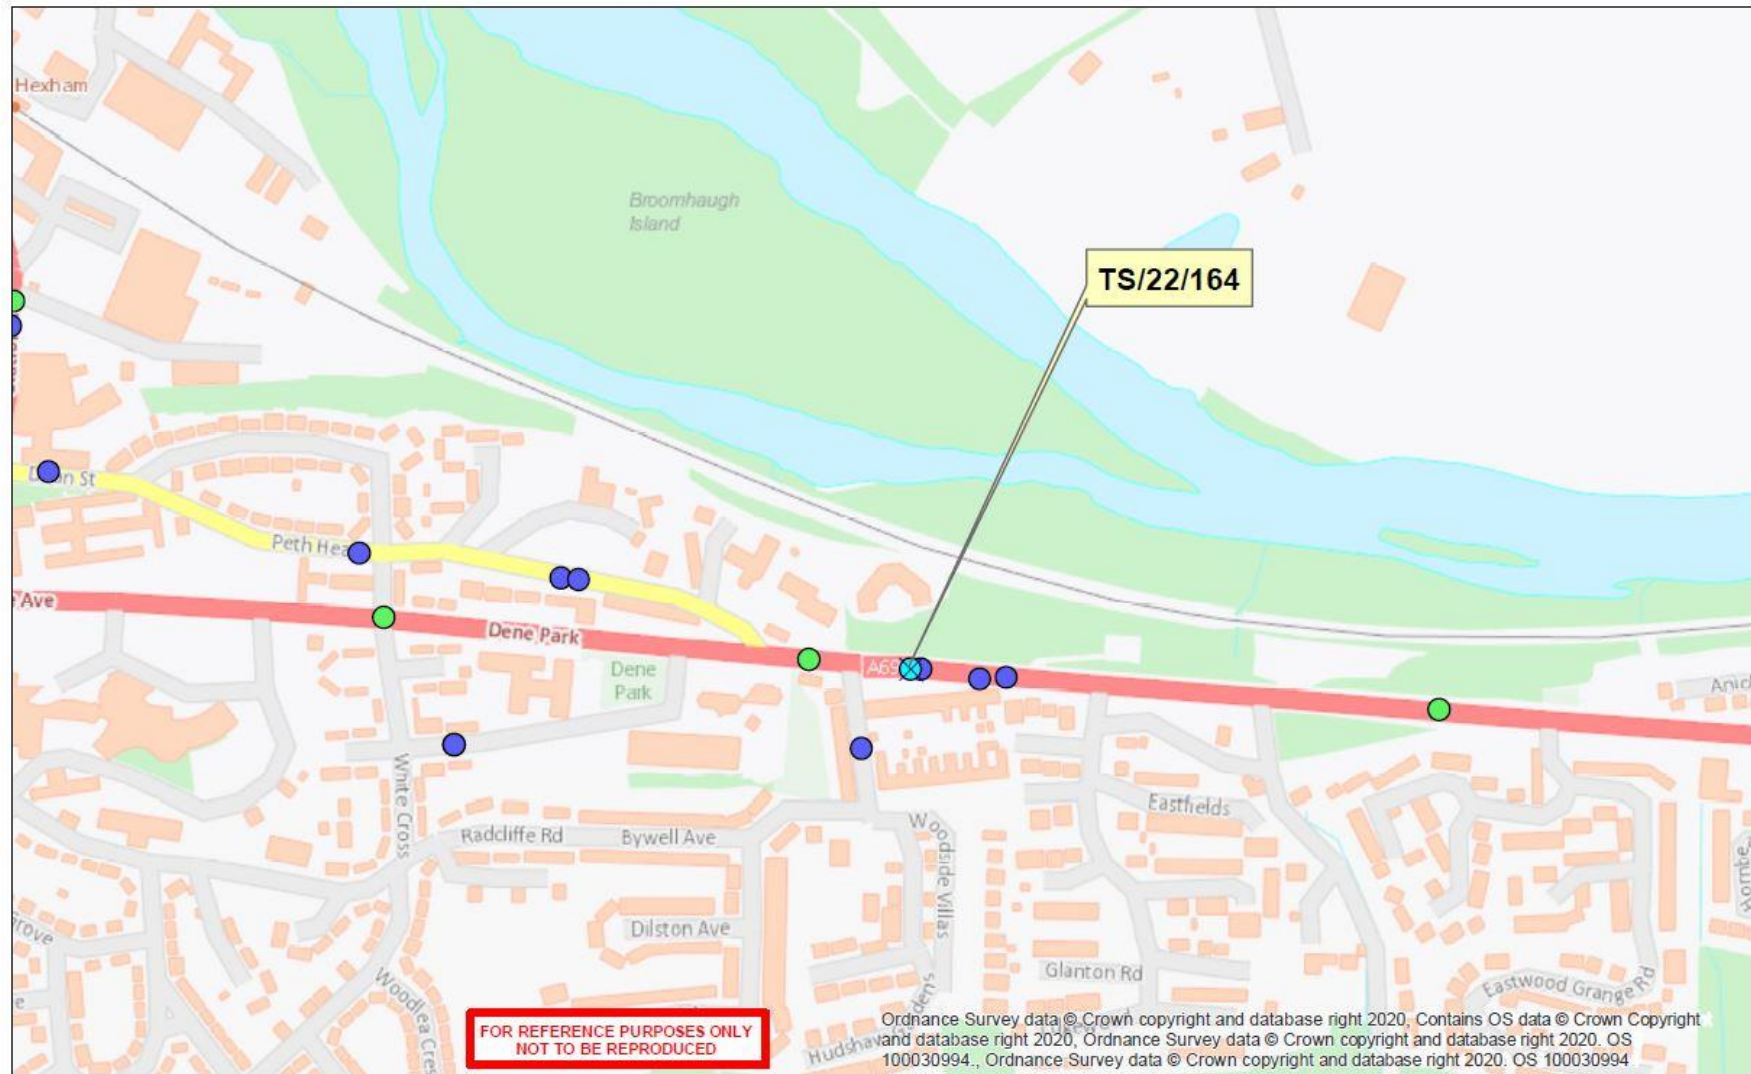 Hexham
Broomhaugh
Island
TS/22/164
Peth
Ave
Dene Park
Dene
Park
White Cross
Radcliffe Rd
Bywell Ave
Woodside Villas
Eastfields
Dilston Ave
Glanton Rd
Eastwood Grange Rd
FOR REFERENCE PURPOSES ONLY
NOT TO BE REPRODUCED
Ordnance Survey data © Crown copyright and database right 2020, Contains OS data © Crown Copyright
and database right 2020, Ordnance Survey data © Crown copyright and database right 2020. OS
100030994., Ordnance Survey data © Crown copyright and database right 2020. OS 100030994